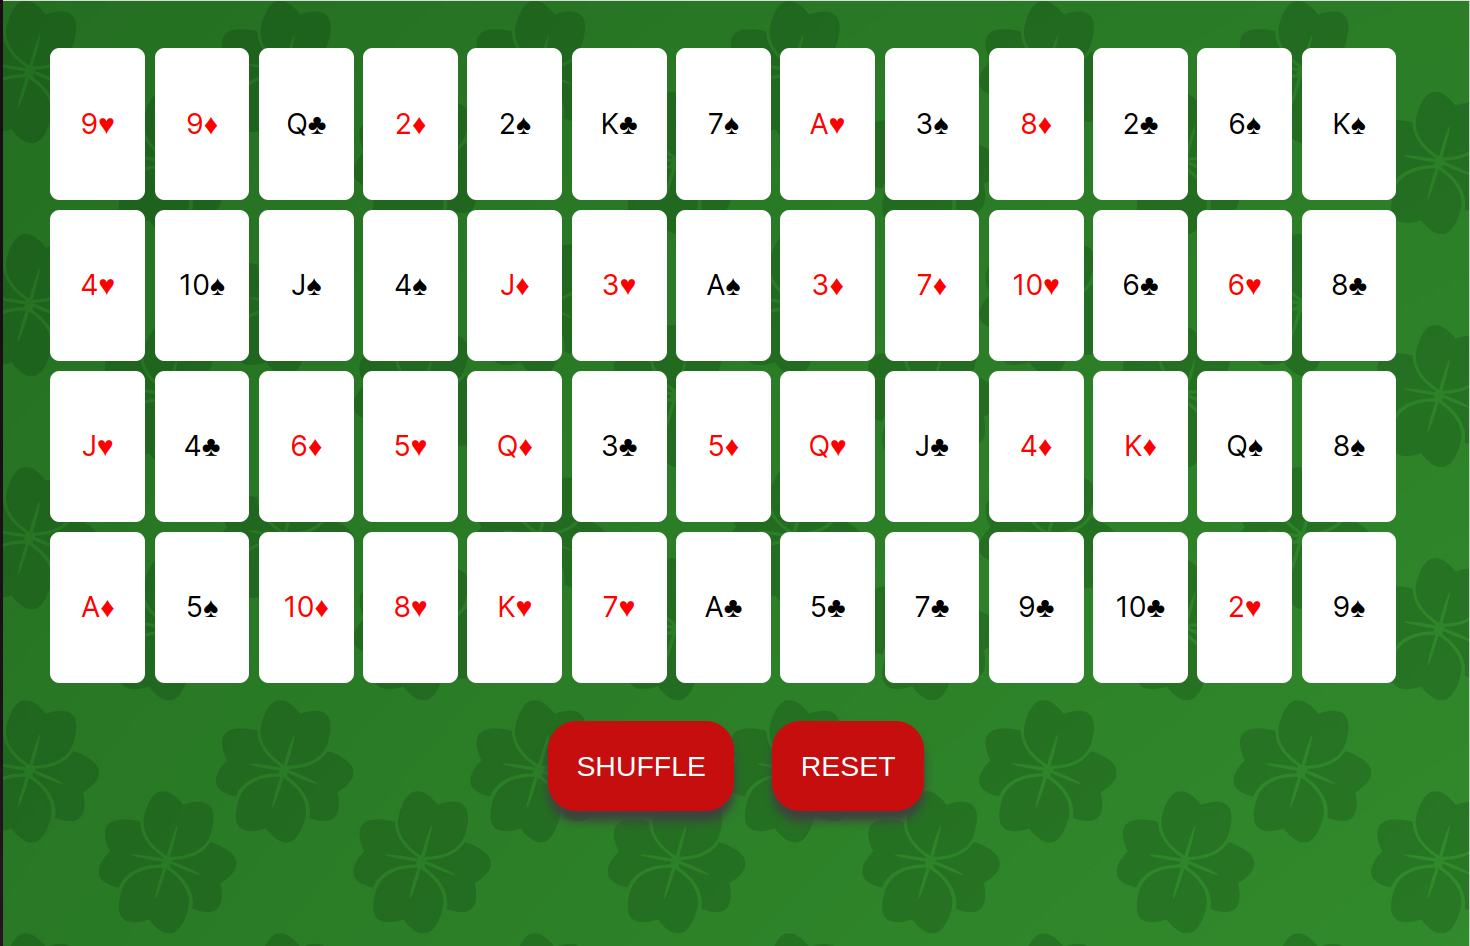 9♥ 9♦ Q♣ 2♦ 2♠ K♣ 7♠ A♥ 3♠ 8♦ 2♣ 6♠ K♠
4♥ 10♠ J♠ 4♠ J♦ 3♥ A♠ 3♦ 7♦ 10♥ 6♣ 6♥ 8♣
J♥ 4♣ 6♦ 5♥ Q♦ 3♣ 5♦ Q♥ J♣ 4♦ K♦ Q♠ 8♠
A♦ 5♠ 10♦ 8♥ K♥ 7♥ A♣ 5♣ 7♣ 9♣ 10♣ 2♥ 9♠
SHUFFLE RESET